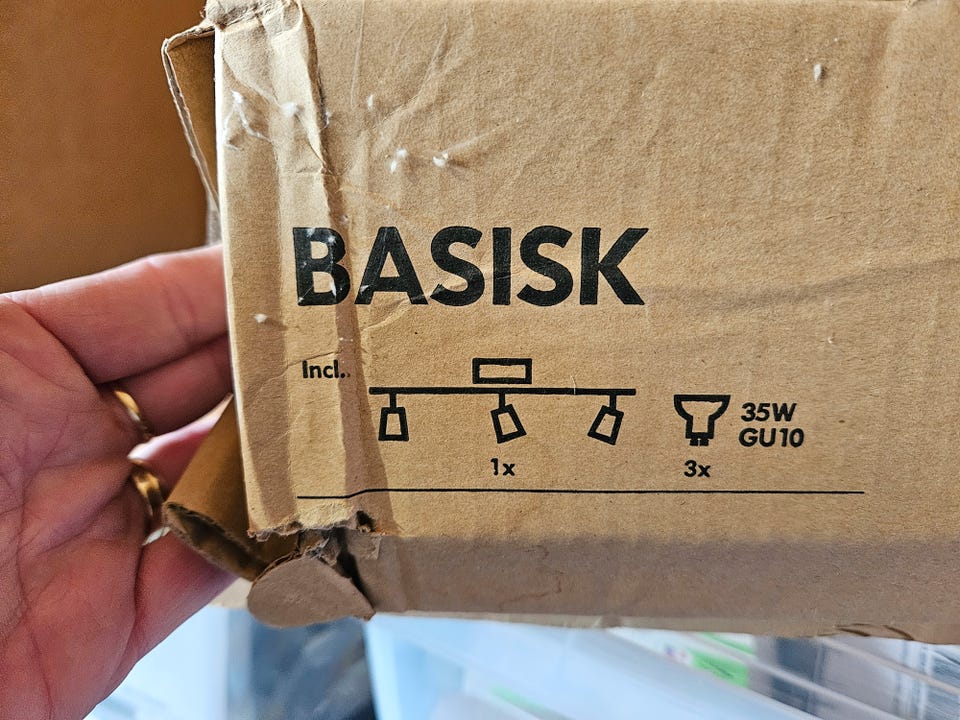 BASISK
Incl.
35W
GU10
1x
3x